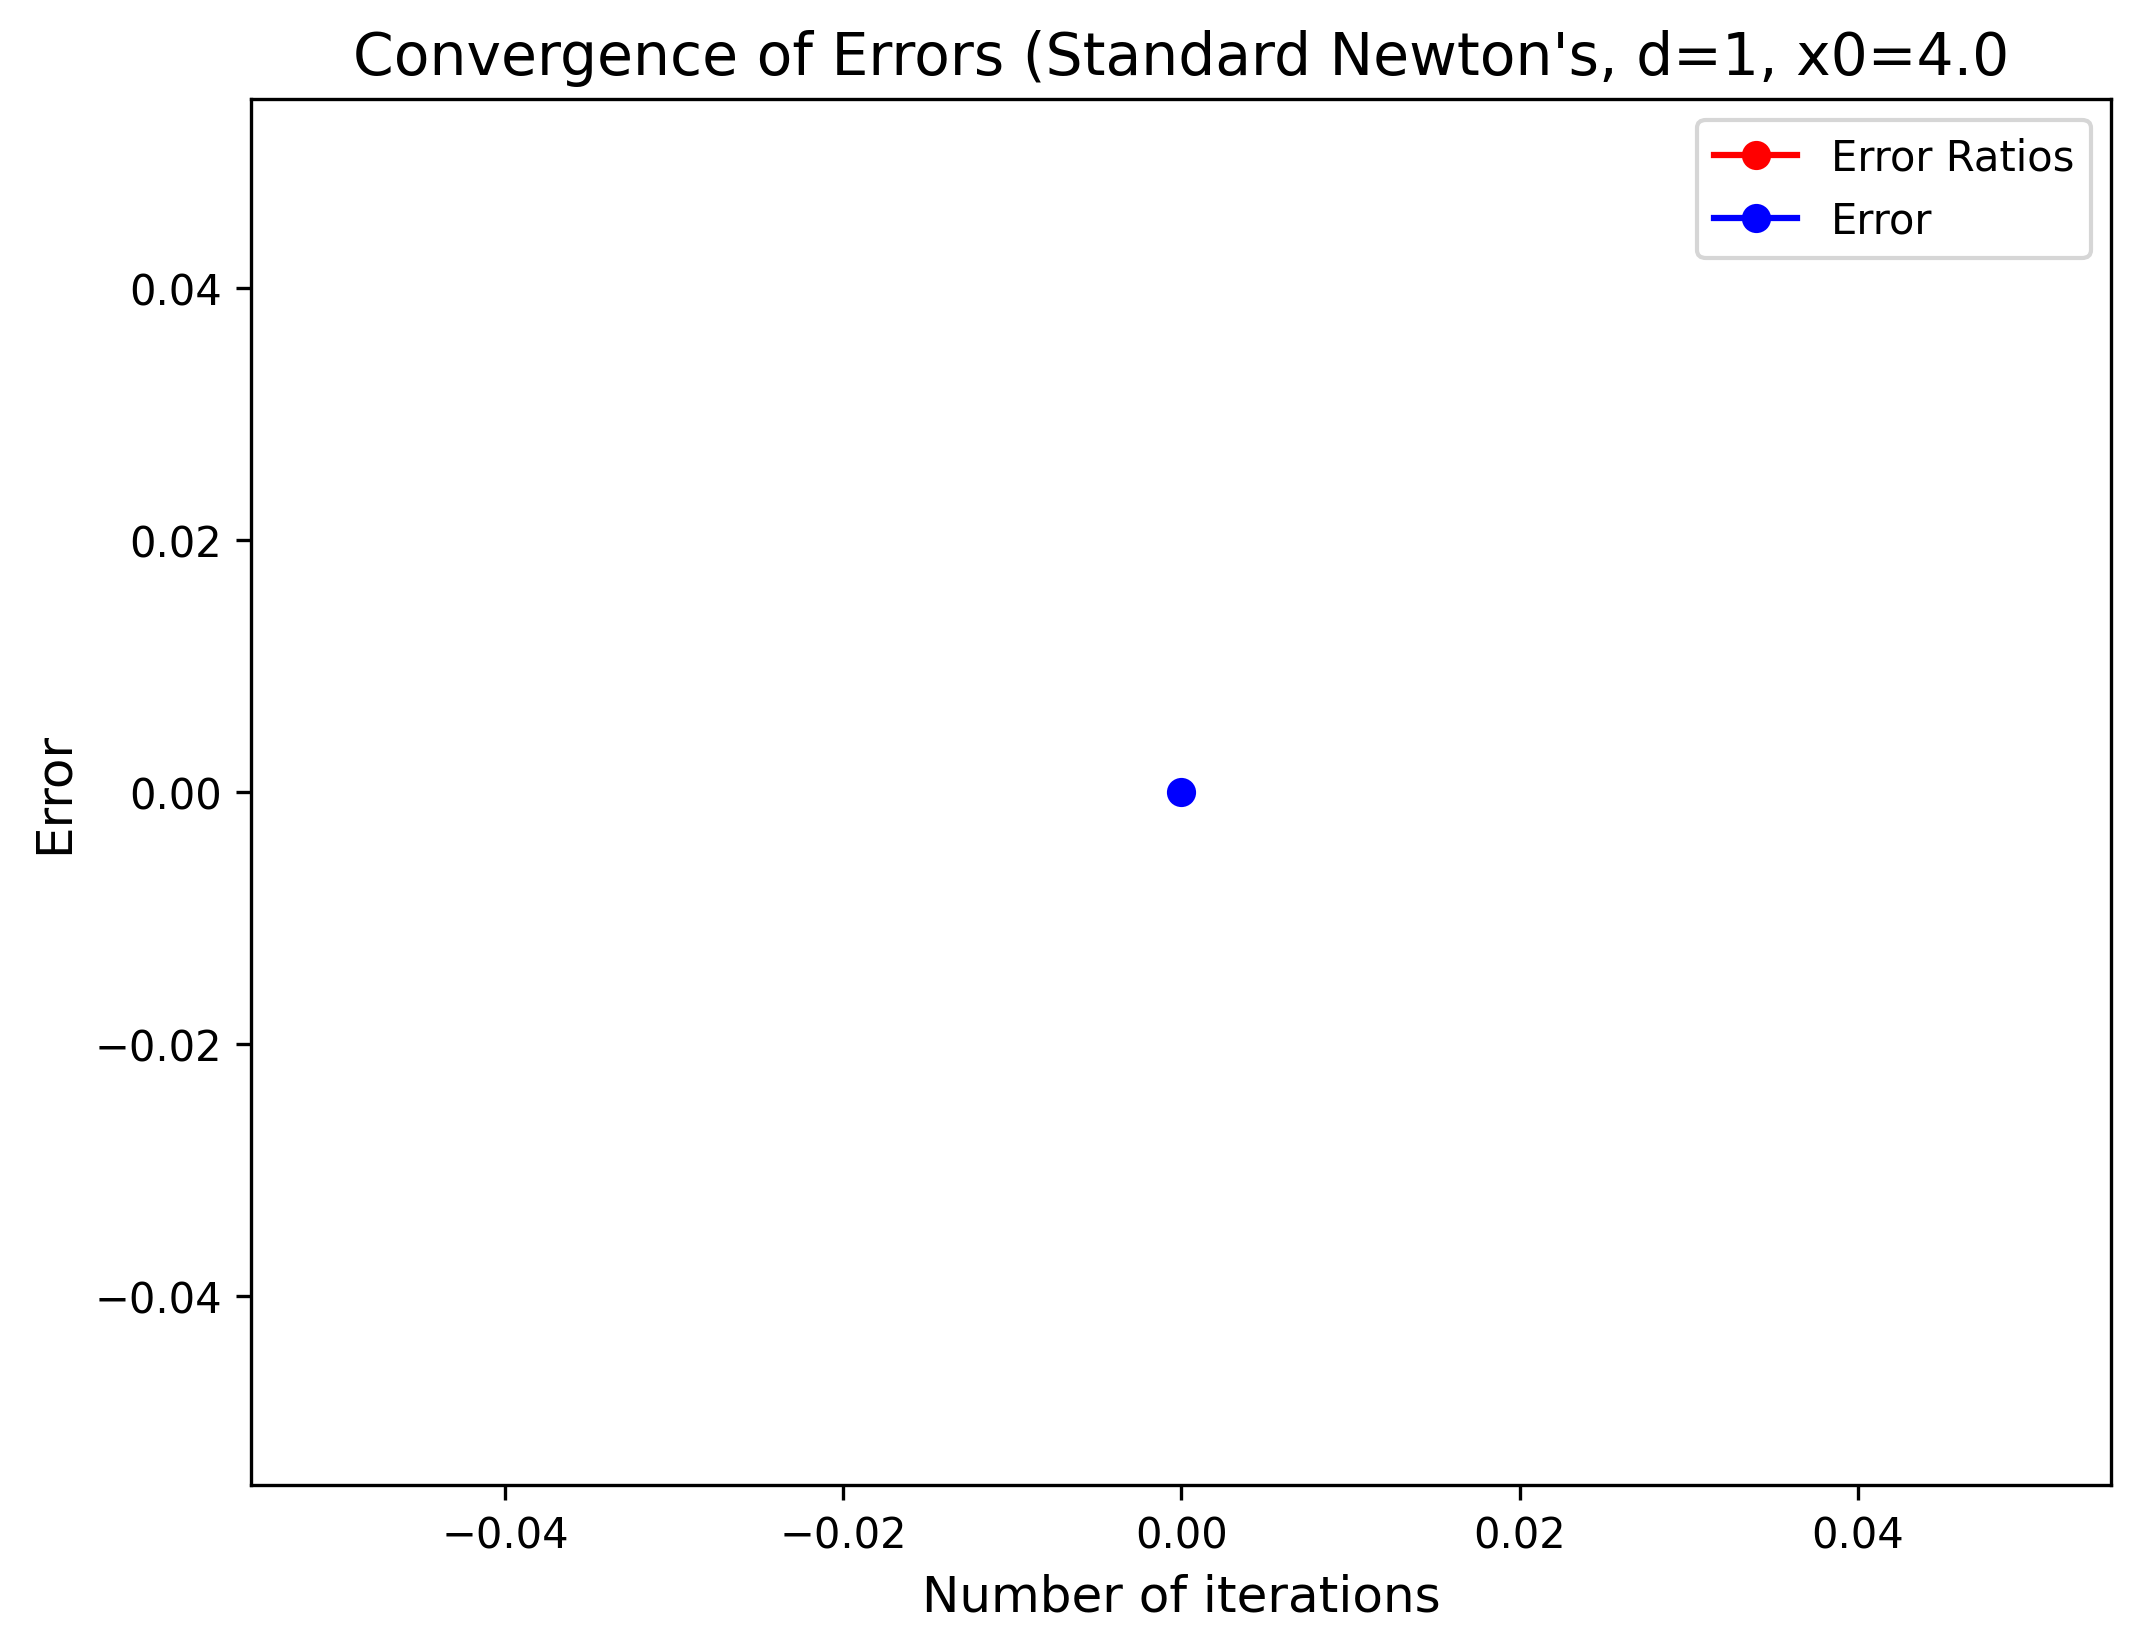 Convergence of Errors (Standard Newton's, d=1, x0=4.0
Error Ratios
Error
0.04
0.02
0.00
−0.02
−0.04
Error
−0.04 −0.02 0.00 0.02 0.04
Number of iterations